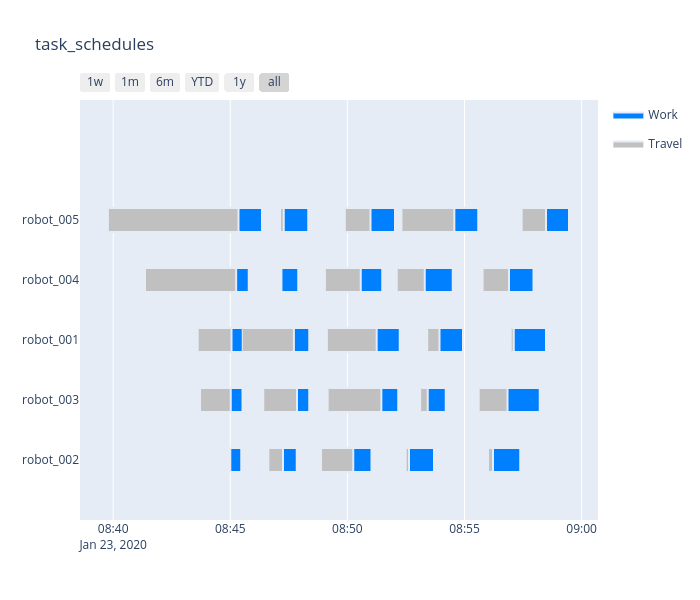 task_schedules
1w 1m 6m YTD 1y all
Work
Travel
robot_005
robot_004
robot_001
robot_003
robot_002
08:40 08:45 08:50 08:55 09:00
Jan 23, 2020